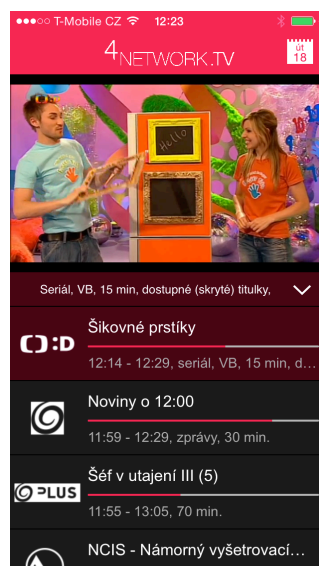 T-Mobile CZ 12:23
4NETWORK.TV
út
18
Hello
Seriál, VB, 15 min, dostupné (skryté) titulky,
:D
Šikovné prstíky
12:14 - 12:29, seriál, VB, 15 min, d...
Noviny o 12:00
11:59 - 12:29, zprávy, 30 min.
PLUS
Šéf v utajení III (5)
11:55 - 13:05, 70 min.
NCIS - Námorný vyšetrovací...